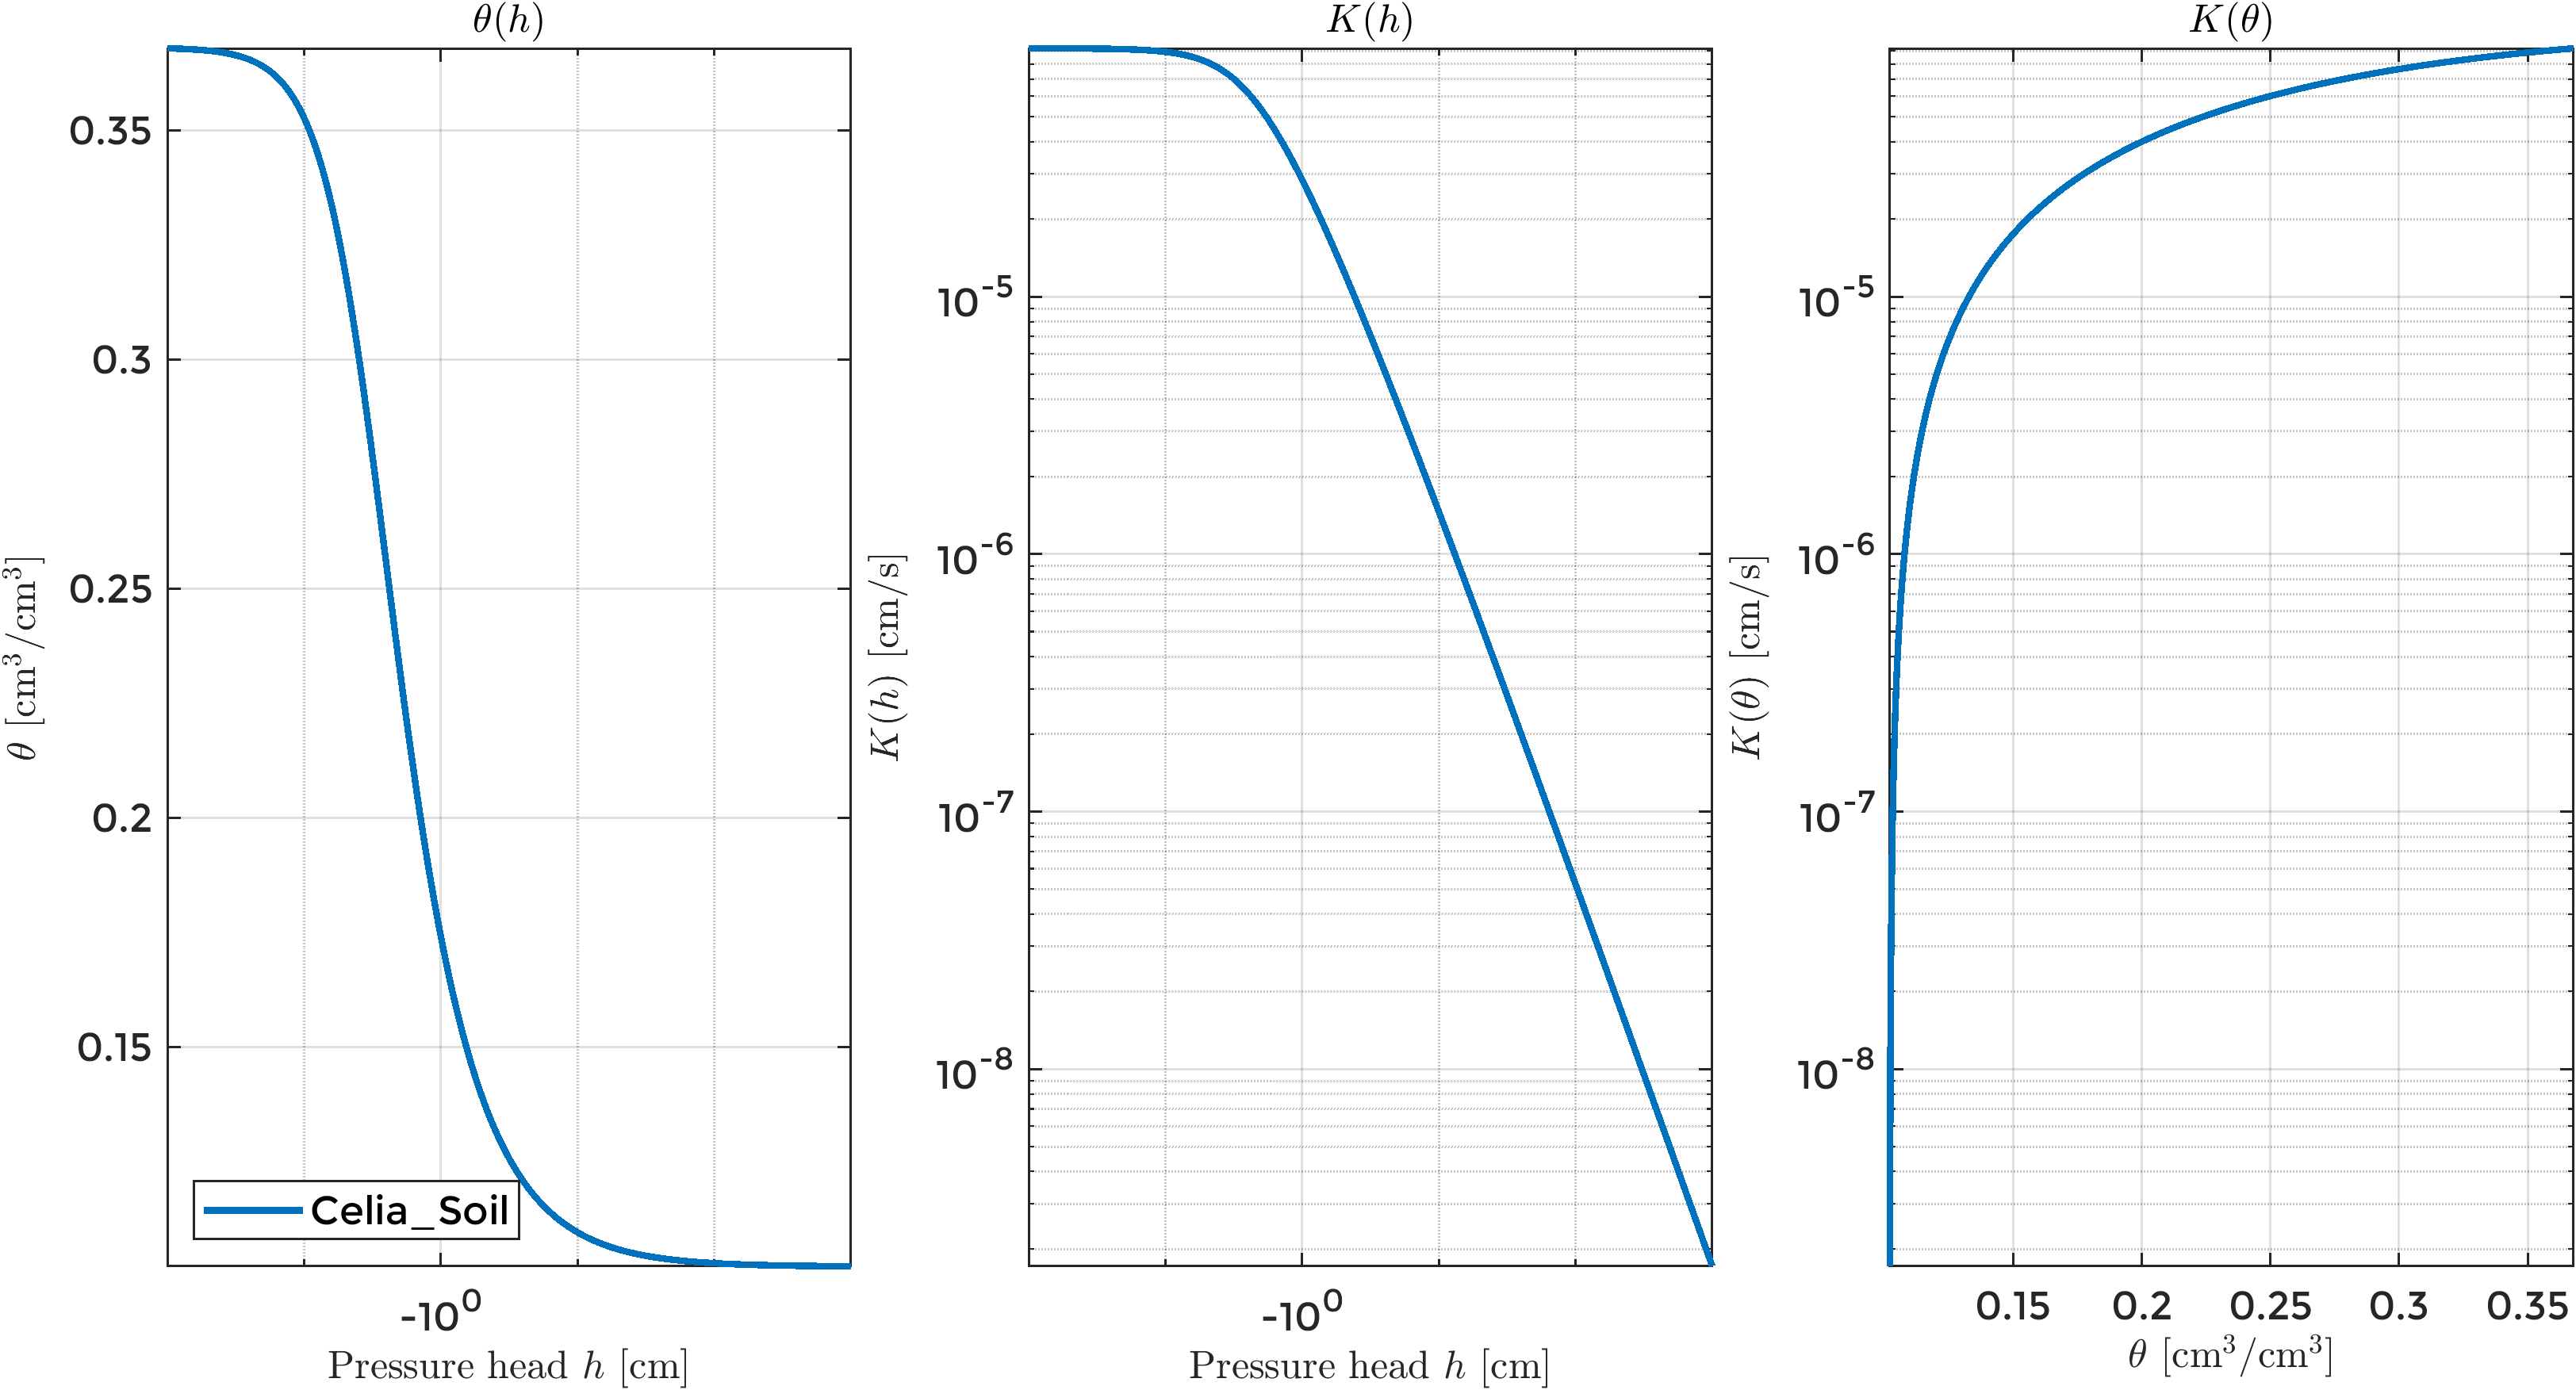 θ(h)
0.35
0.3
0.25
0.2
0.15
θ [cm³/cm³]
Celia_Soil
-10⁰
Pressure head h [cm]
K(h)
10⁻⁵
10⁻⁶
10⁻⁷
10⁻⁸
K(h) [cm/s]
-10⁰
Pressure head h [cm]
K(θ)
10⁻⁵
10⁻⁶
10⁻⁷
10⁻⁸
K(θ) [cm/s]
0.15 0.2 0.25 0.3 0.35
θ [cm³/cm³]